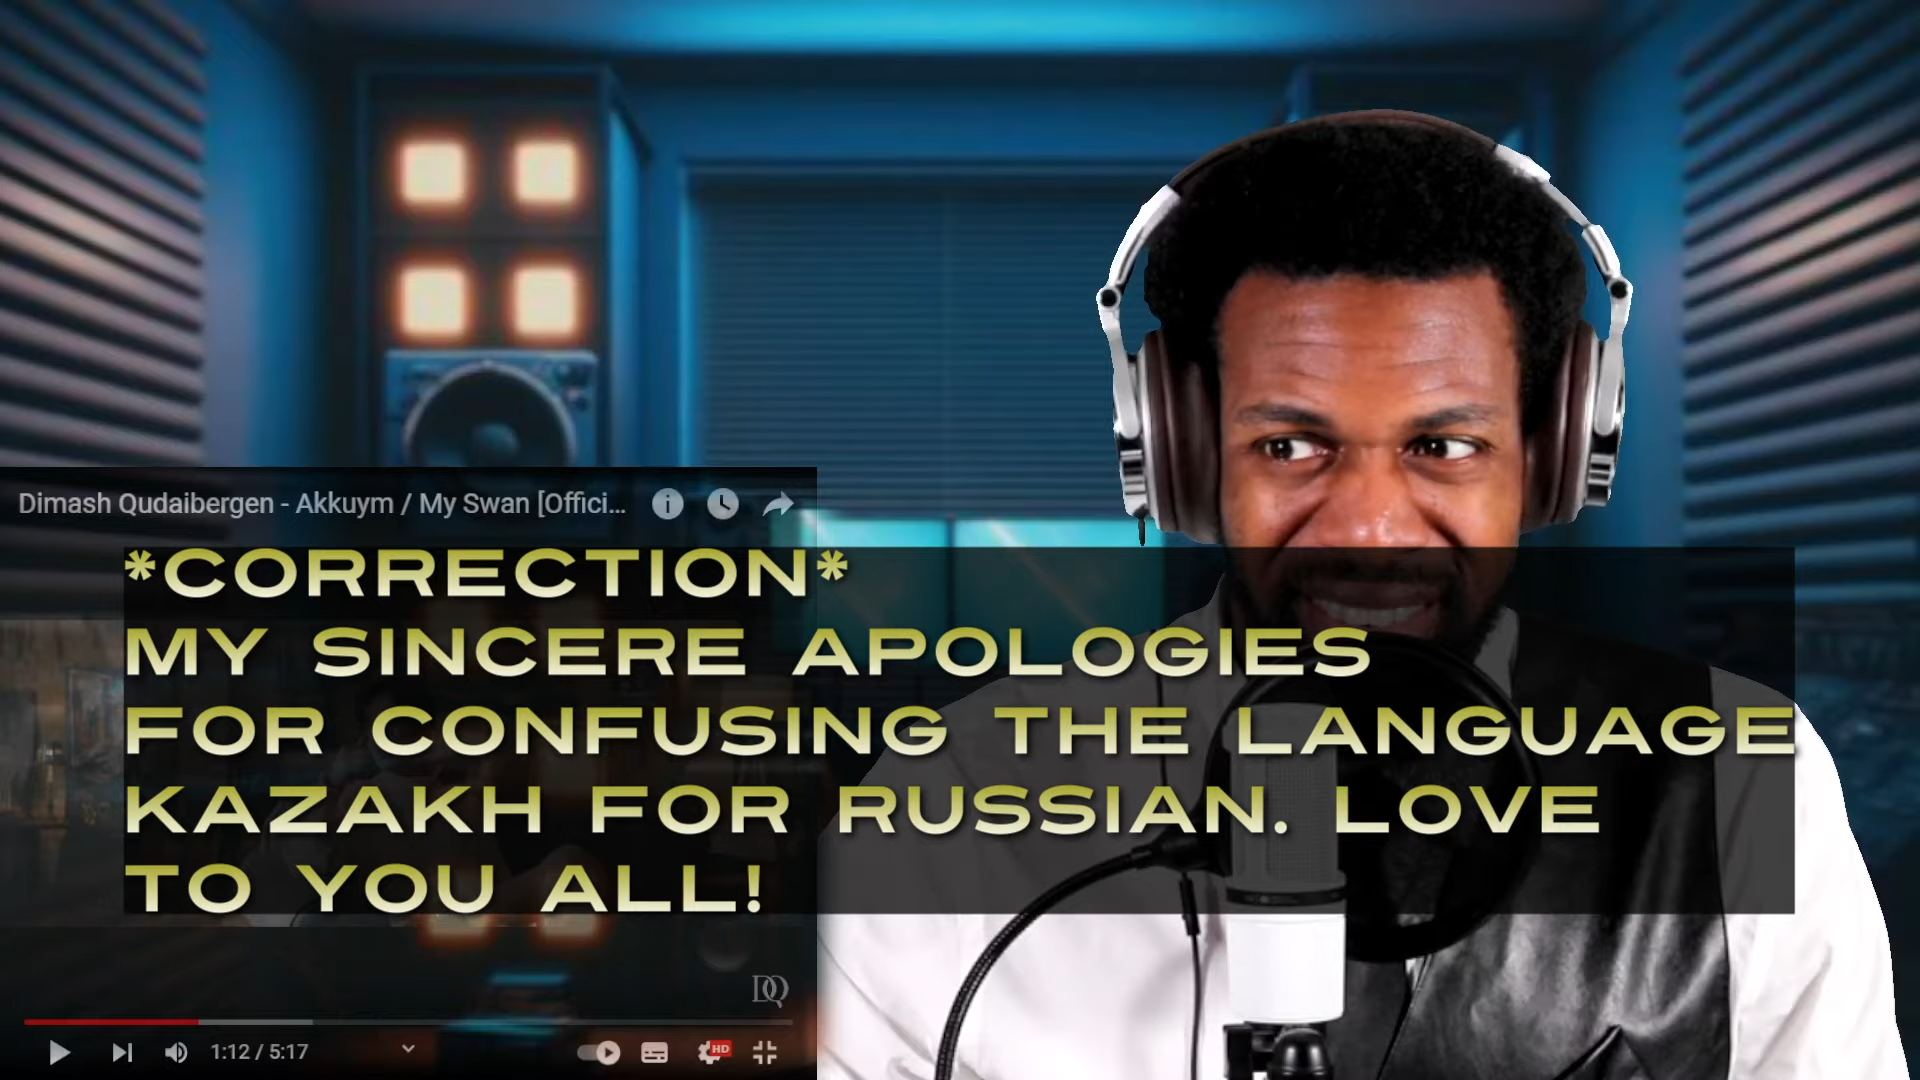 Dimash Qudaibergen - Akkuym / My Swan [Offici...
*CORRECTION*
MY SINCERE APOLOGIES
FOR CONFUSING THE LANGUAGE
KAZAKH FOR RUSSIAN. LOVE
TO YOU ALL!
DQ
1:12 / 5:17
HD